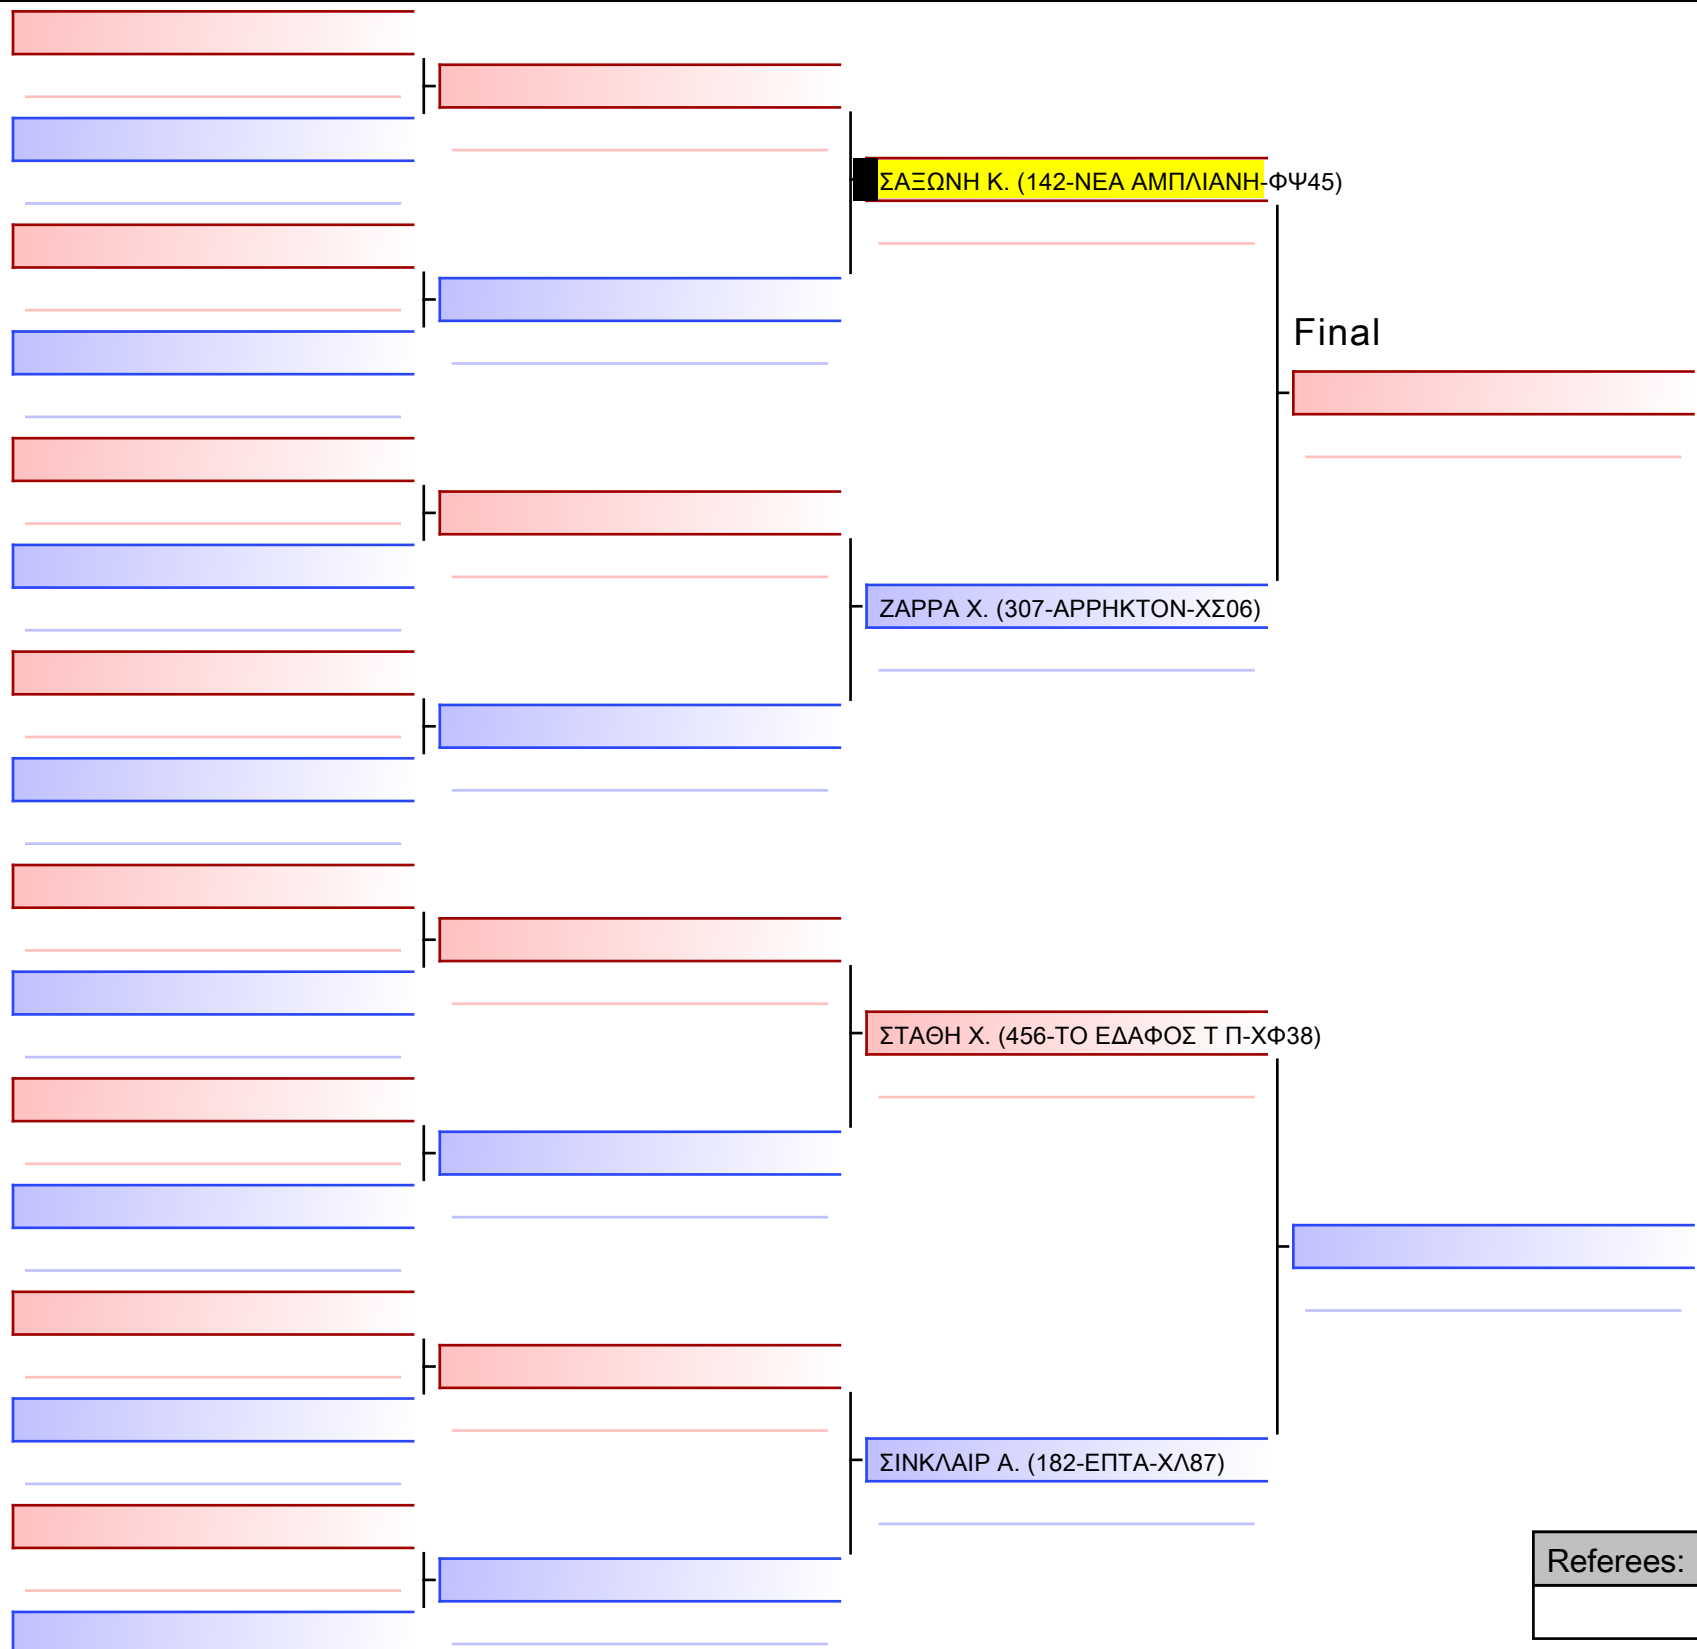 ΣΑΞΩΝΗ Κ. (142-ΝΕΑ ΑΜΠΛΙΑΝΗ-ΦΨ45)
Final
ΖΑΡΡΑ Χ. (307-ΑΡΡΗΚΤΟΝ-ΧΣ06)
ΣΤΑΘΗ Χ. (456-ΤΟ ΕΔΑΦΟΣ Τ Π-ΧΦ38)
ΣΙΝΚΛΑΙΡ Α. (182-ΕΠΤΑ-ΧΛ87)
Referees: